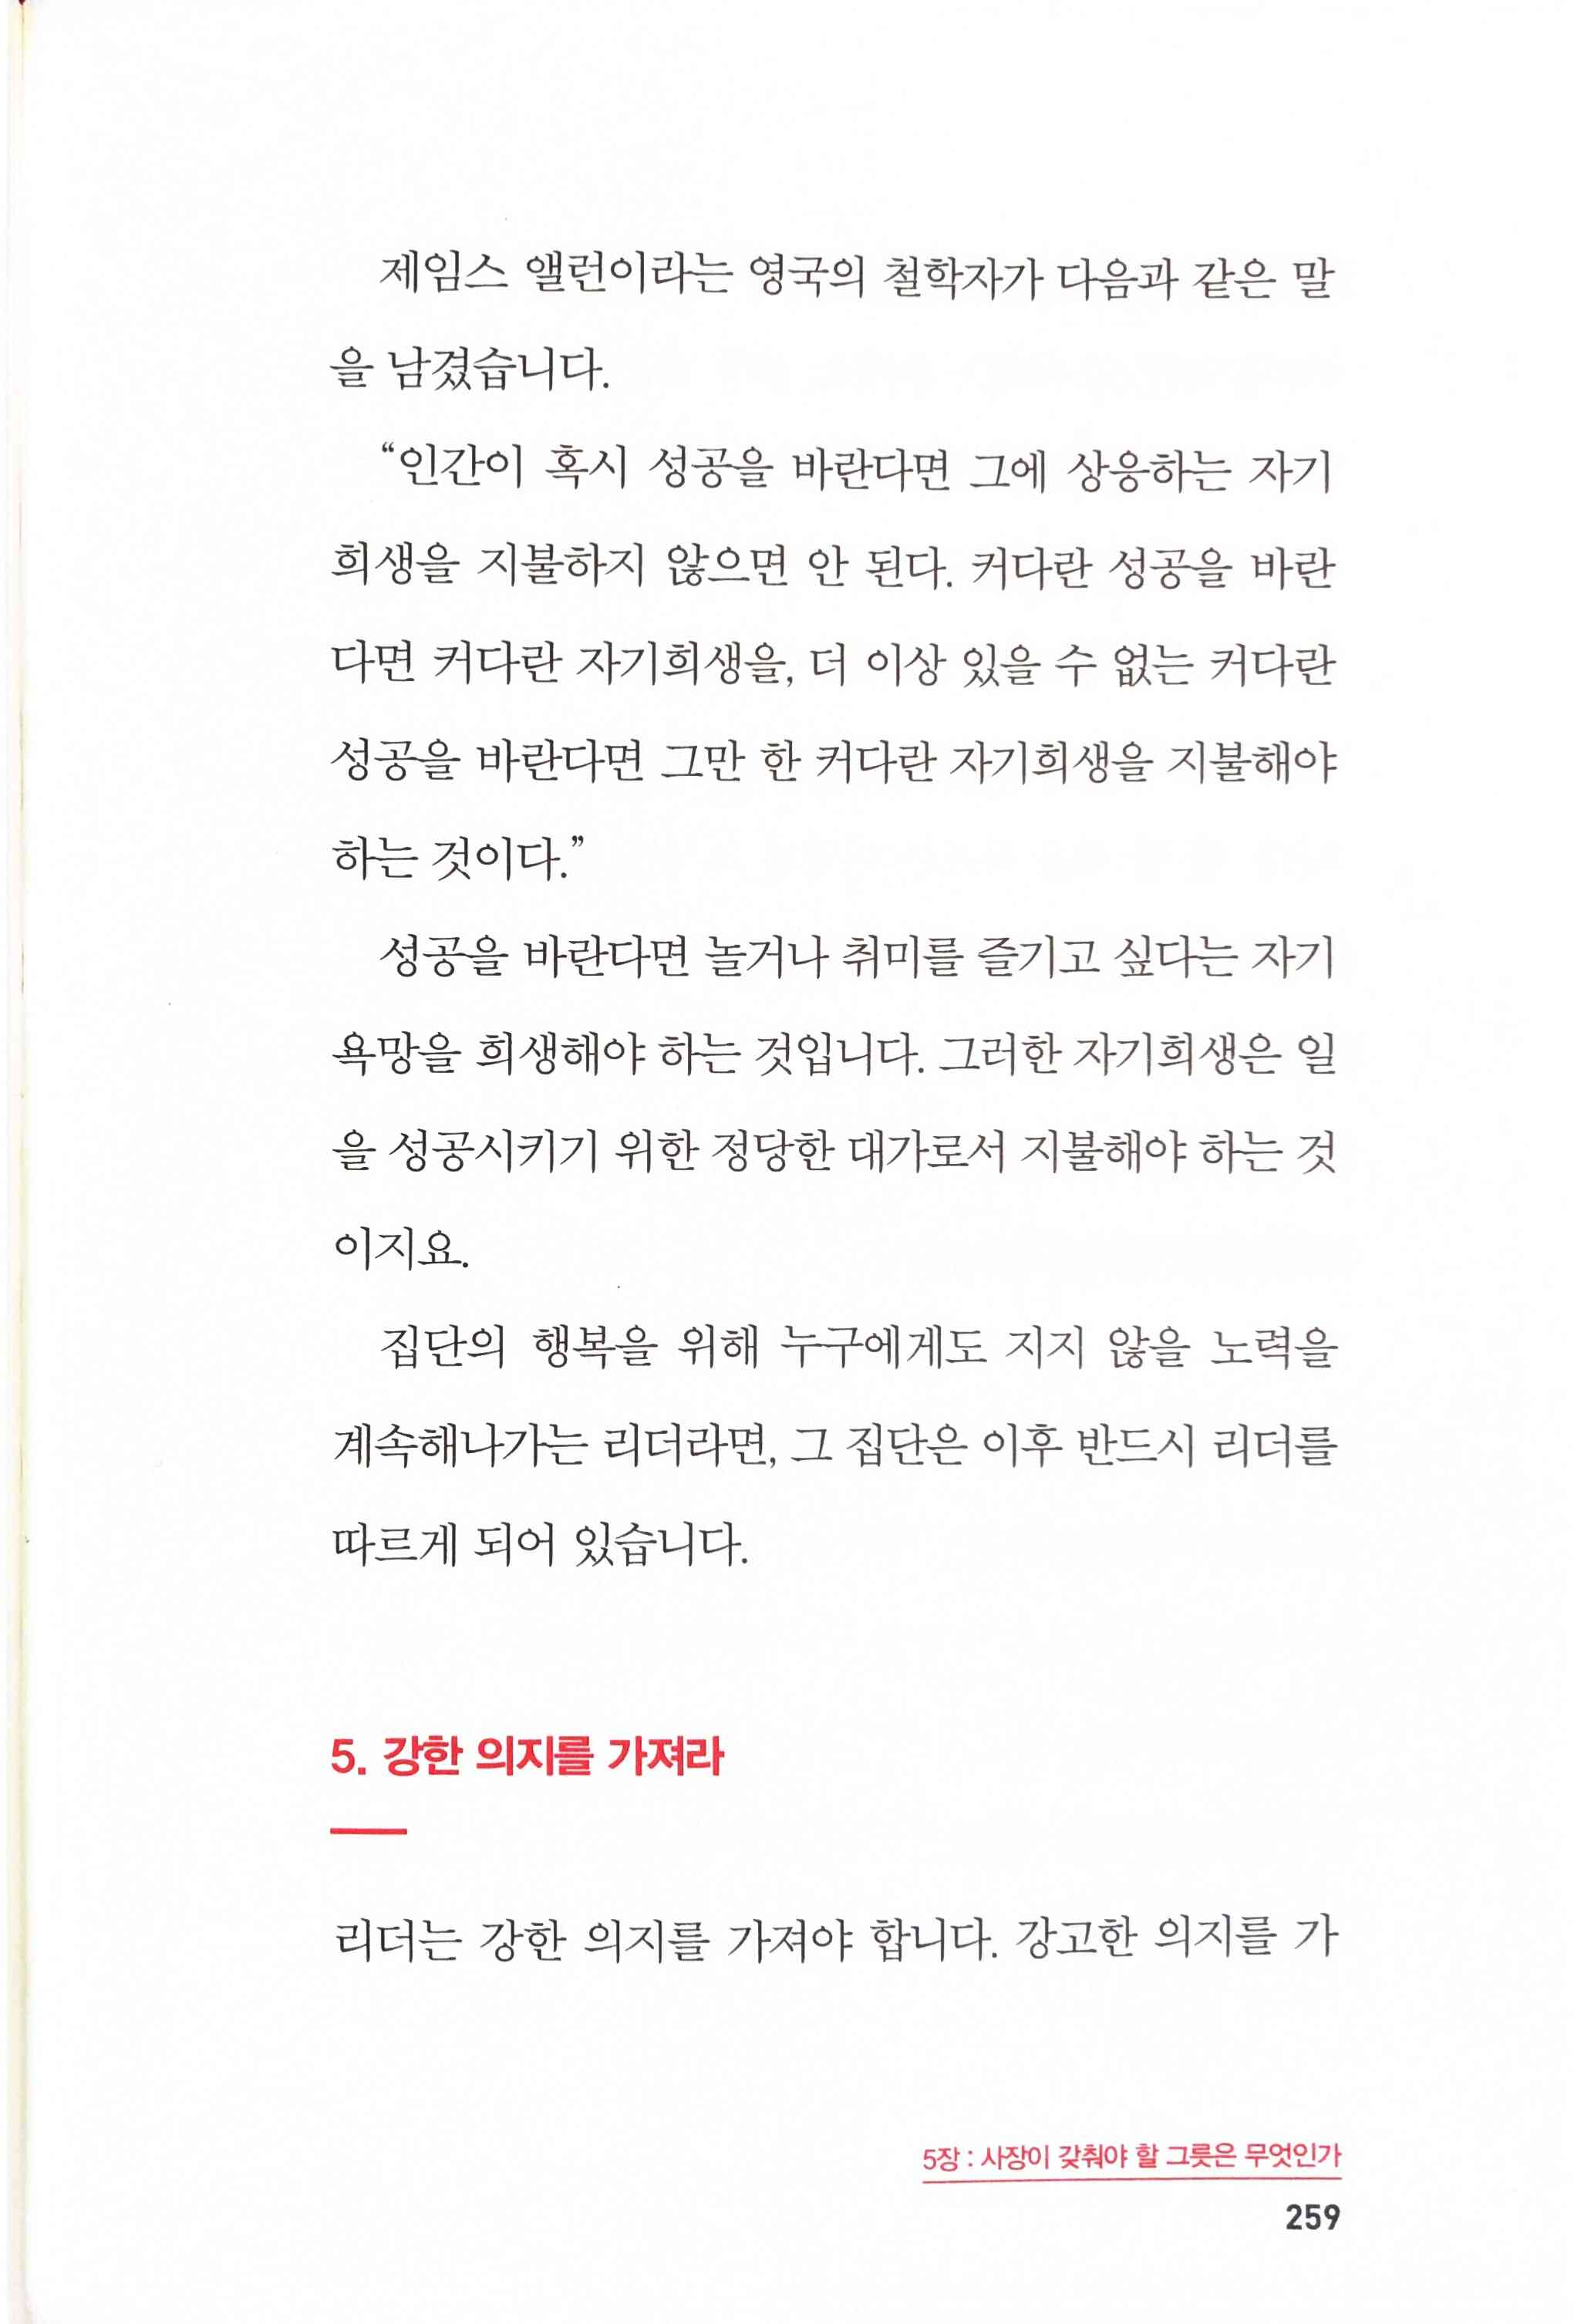 제임스 앨런이라는 영국의 철학자가 다음과 같은 말
을 남겼습니다.
“인간이 혹시 성공을 바란다면 그에 상응하는 자기
희생을 지불하지 않으면 안 된다. 커다란 성공을 바란
다면 커다란 자기희생을, 더 이상 있을 수 없는 커다란
성공을 바란다면 그만 한 커다란 자기희생을 지불해야
하는 것이다.”
성공을 바란다면 놀거나 취미를 즐기고 싶다는 자기
욕망을 희생해야 하는 것입니다. 그러한 자기희생은 일
을 성공시키기 위한 정당한 대가로서 지불해야 하는 것
이지요.
집단의 행복을 위해 누구에게도 지지 않을 노력을
계속해나가는 리더라면, 그 집단은 이후 반드시 리더를
따르게 되어 있습니다.
5. 강한 의지를 가져라
리더는 강한 의지를 가져야 합니다. 강고한 의지를 가
5장 : 사장이 갖춰야 할 그릇은 무엇인가
259